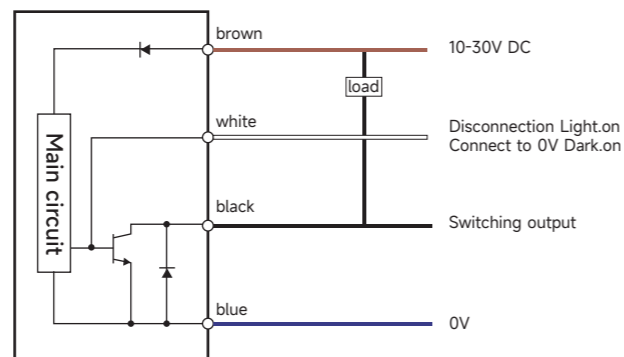 brown
10-30V DC
load
white
Disconnection Light.on
Connect to 0V Dark.on
Main circuit
black
Switching output
blue
0V